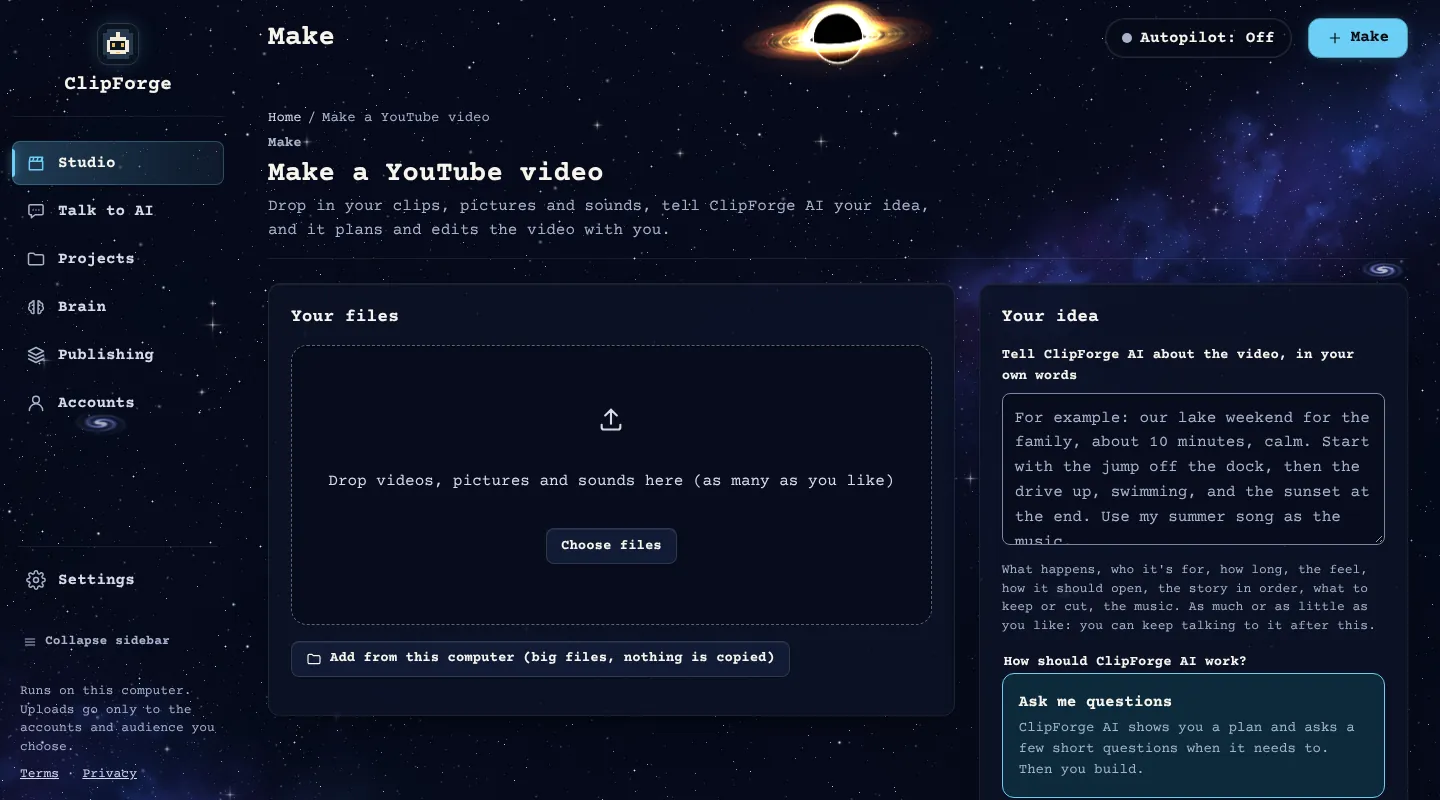 ClipForge
Studio
Talk to AI
Projects
Brain
Publishing
Accounts
Settings
Collapse sidebar
Runs on this computer.
Uploads go only to the
accounts and audience you
choose.
Terms · Privacy
Make
Autopilot: Off
+ Make
Home / Make a YouTube video
Make
Make a YouTube video
Drop in your clips, pictures and sounds, tell ClipForge AI your idea,
and it plans and edits the video with you.
Your files
Drop videos, pictures and sounds here (as many as you like)
Choose files
Add from this computer (big files, nothing is copied)
Your idea
Tell ClipForge AI about the video, in your
own words
For example: our lake weekend for the
family, about 10 minutes, calm. Start
with the jump off the dock, then the
drive up, swimming, and the sunset at
the end. Use my summer song as the
music.
What happens, who it's for, how long, the feel,
how it should open, the story in order, what to
keep or cut, the music. As much or as little as
you like: you can keep talking to it after this.
How should ClipForge AI work?
Ask me questions
ClipForge AI shows you a plan and asks a
few short questions when it needs to.
Then you build.